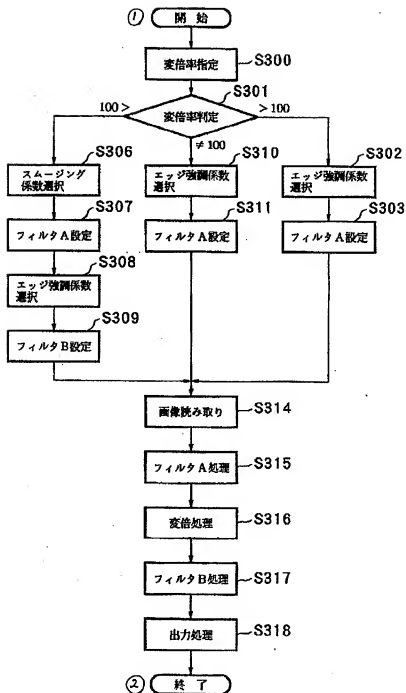 ① 開始
変倍率指定 S300
S301
100 > 変倍率判定 > 100
≠ 100
S306 S310 S302
スムージング
係数選択
エッジ強調係数
選択
エッジ強調係数
選択
S307 S311 S303
フィルタA設定 フィルタA設定 フィルタA設定
S308
エッジ強調係数
選択
S309
フィルタB設定
画像読み取り S314
フィルタA処理 S315
変倍処理 S316
フィルタB処理 S317
出力処理 S318
② 終了